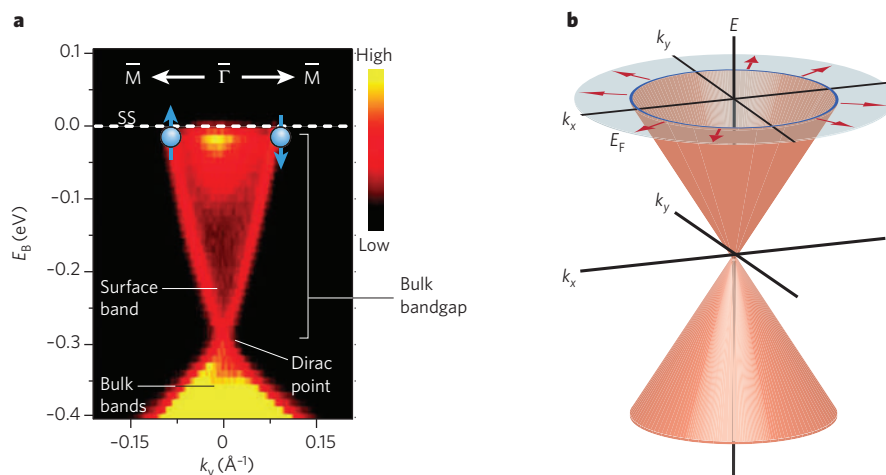 a
0.1
0.0
−0.1
−0.2
−0.3
−0.4
E_B (eV)
M̅ Γ̅ M̅
SS
High
Low
Surface
band
Bulk
bandgap
Dirac
point
Bulk
bands
−0.15 0 0.15
k_y (Å⁻¹)
b
E
k_y
k_x
E_F
k_y
k_x